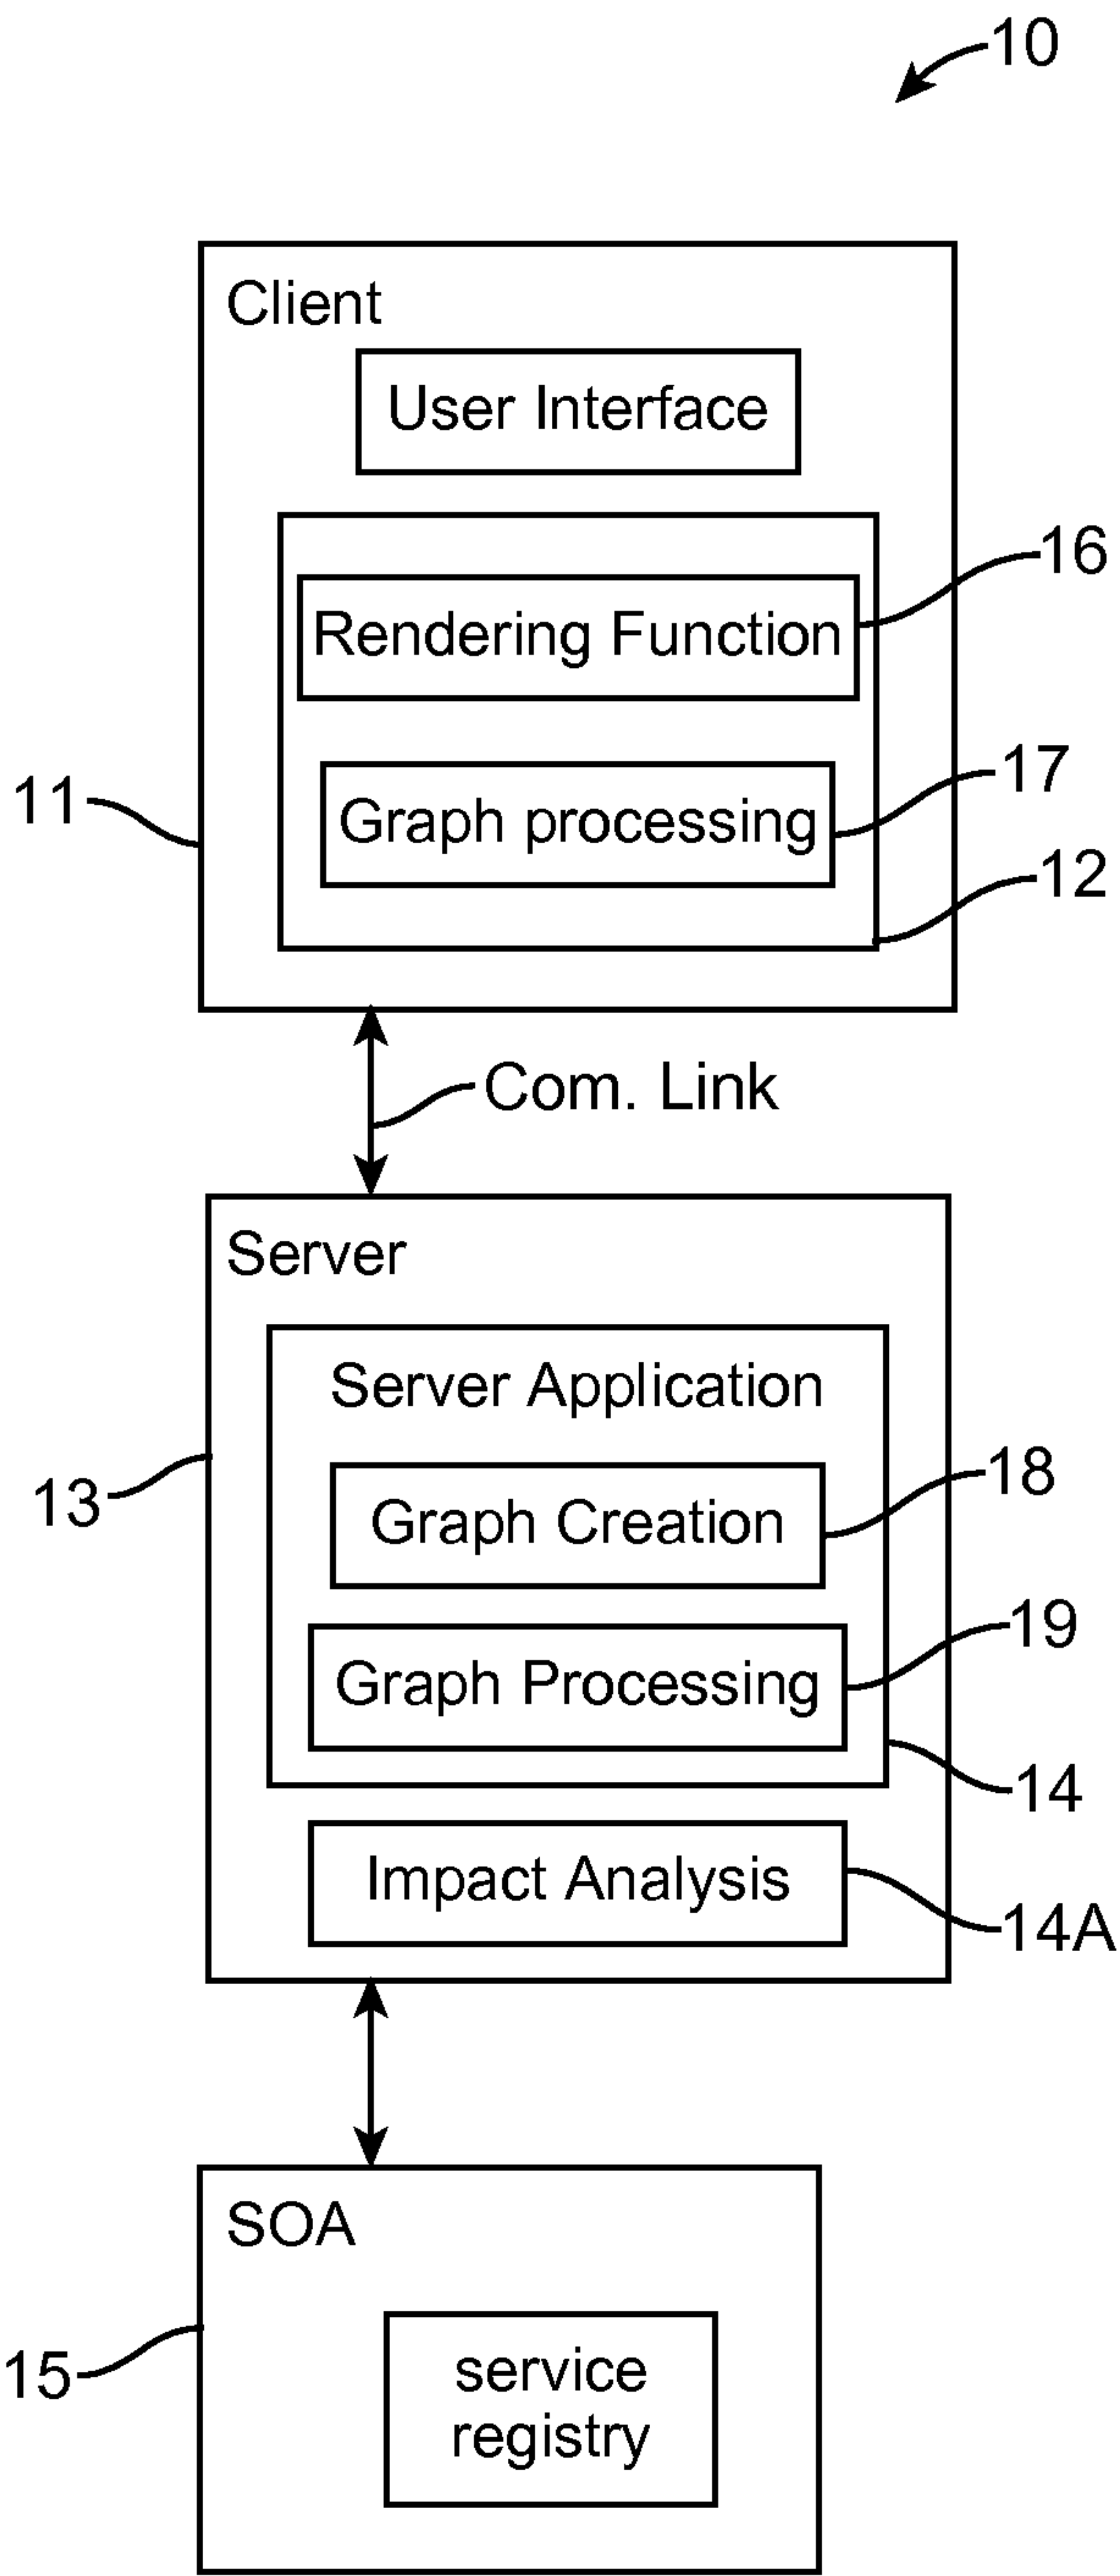 10
Client
User Interface
16
Rendering Function
17
11
Graph processing
12
Com. Link
Server
Server Application
18
13
Graph Creation
19
Graph Processing
14
Impact Analysis
14A
SOA
15
service
registry